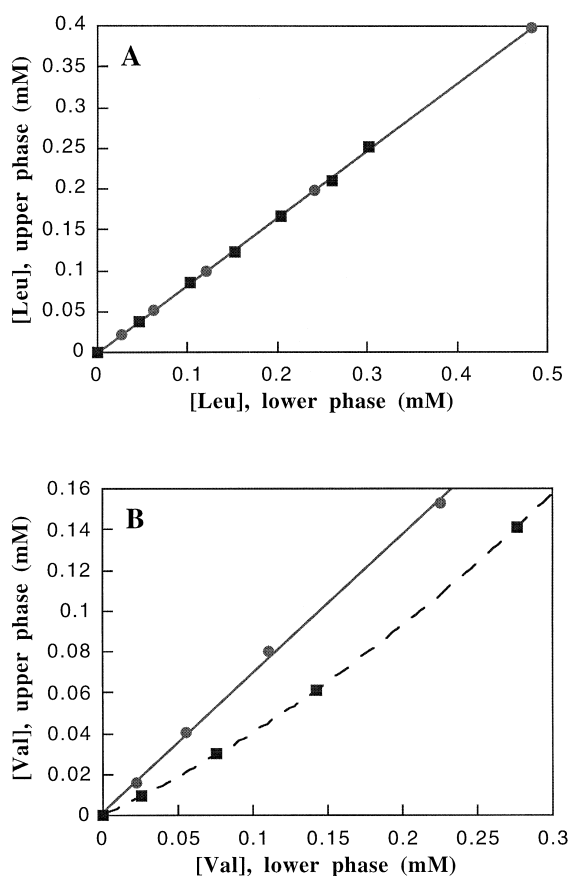 A
[Leu], upper phase (mM)
0.4
0.35
0.3
0.25
0.2
0.15
0.1
0.05
0
0 0.1 0.2 0.3 0.4 0.5
[Leu], lower phase (mM)
B
[Val], upper phase (mM)
0.16
0.14
0.12
0.1
0.08
0.06
0.04
0.02
0
0 0.05 0.1 0.15 0.2 0.25 0.3
[Val], lower phase (mM)